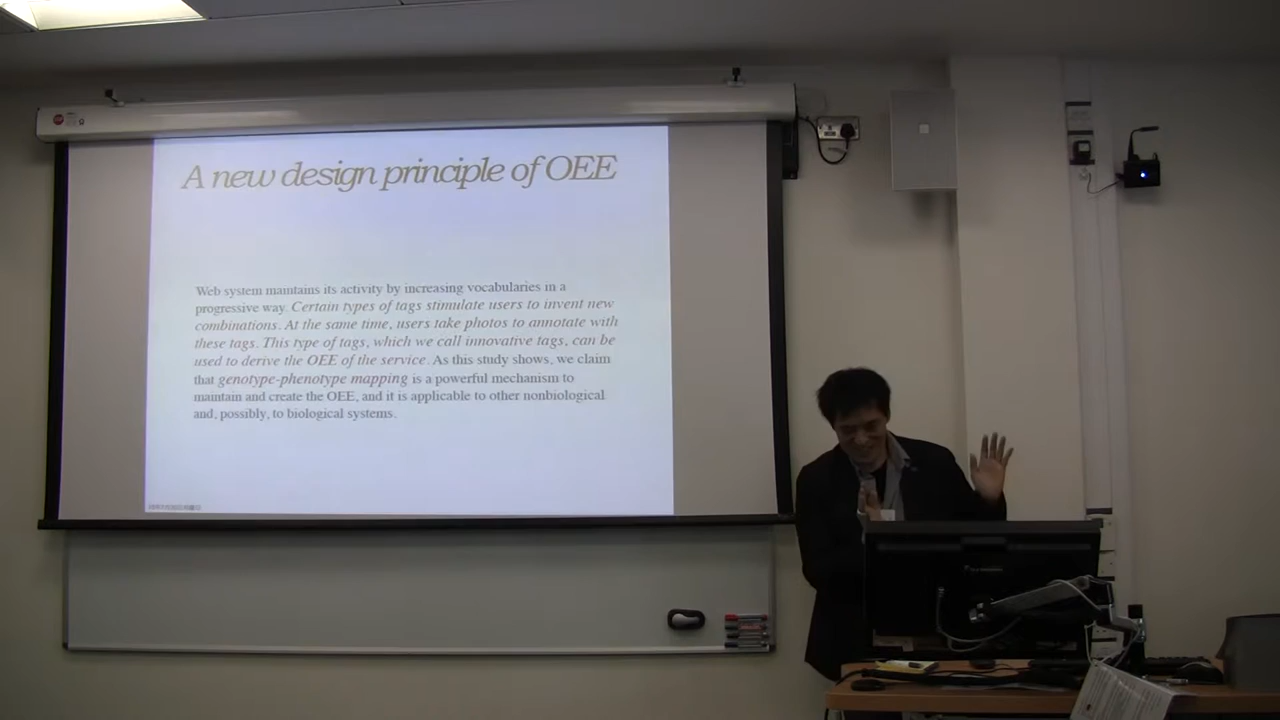 A new design principle of OEE
Web system maintains its activity by increasing vocabularies in a
progressive way. Certain types of tags stimulate users to invent new
combinations. At the same time, users take photos to annotate with
these tags. This type of tags, which we call innovative tags, can be
used to derive the OEE of the service. As this study shows, we claim
that genotype-phenotype mapping is a powerful mechanism to
maintain and create the OEE, and it is applicable to other nonbiological
and, possibly, to biological systems.